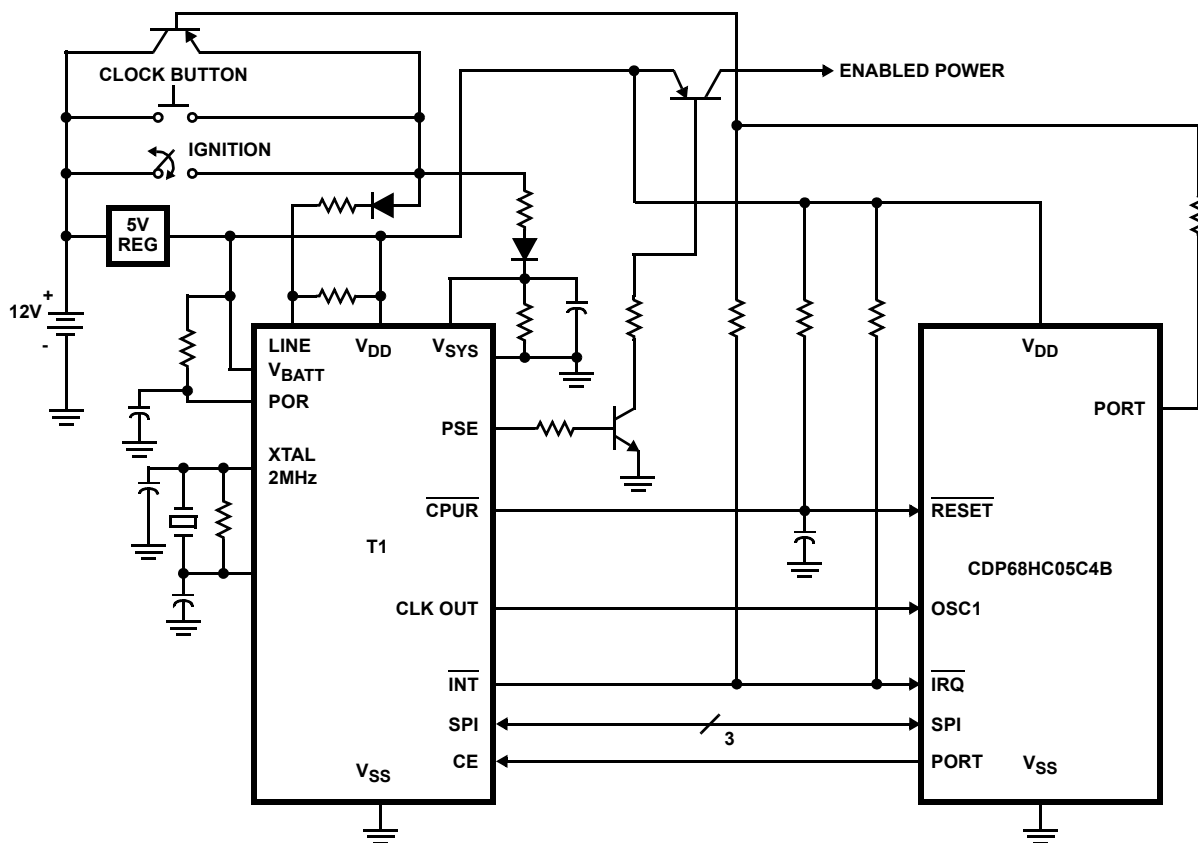 CLOCK BUTTON
ENABLED POWER
IGNITION
5V
REG
+
12V
-
LINE
VDD
VSYS
VBATT
POR
PSE
XTAL
2MHz
CPUR
T1
CLK OUT
INT
SPI
CE
VSS
3
VDD
PORT
RESET
CDP68HC05C4B
OSC1
IRQ
SPI
PORT
VSS